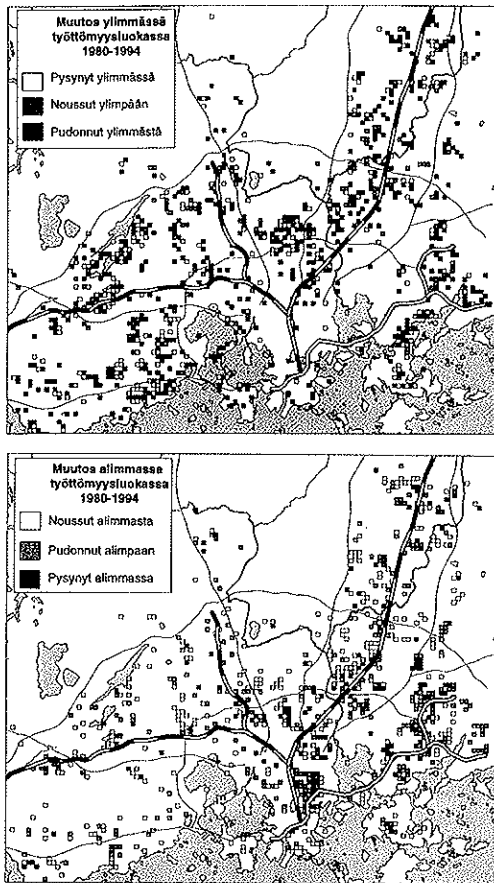 Muutos ylimmässä
työttömyysluokassa
1980-1994
Pysynyt ylimmässä
Noussut ylimpään
Pudonnut ylimmästä
Muutos alimmassa
työttömyysluokassa
1980-1994
Noussut alimmasta
Pudonnut alimpaan
Pysynyt alimmassa